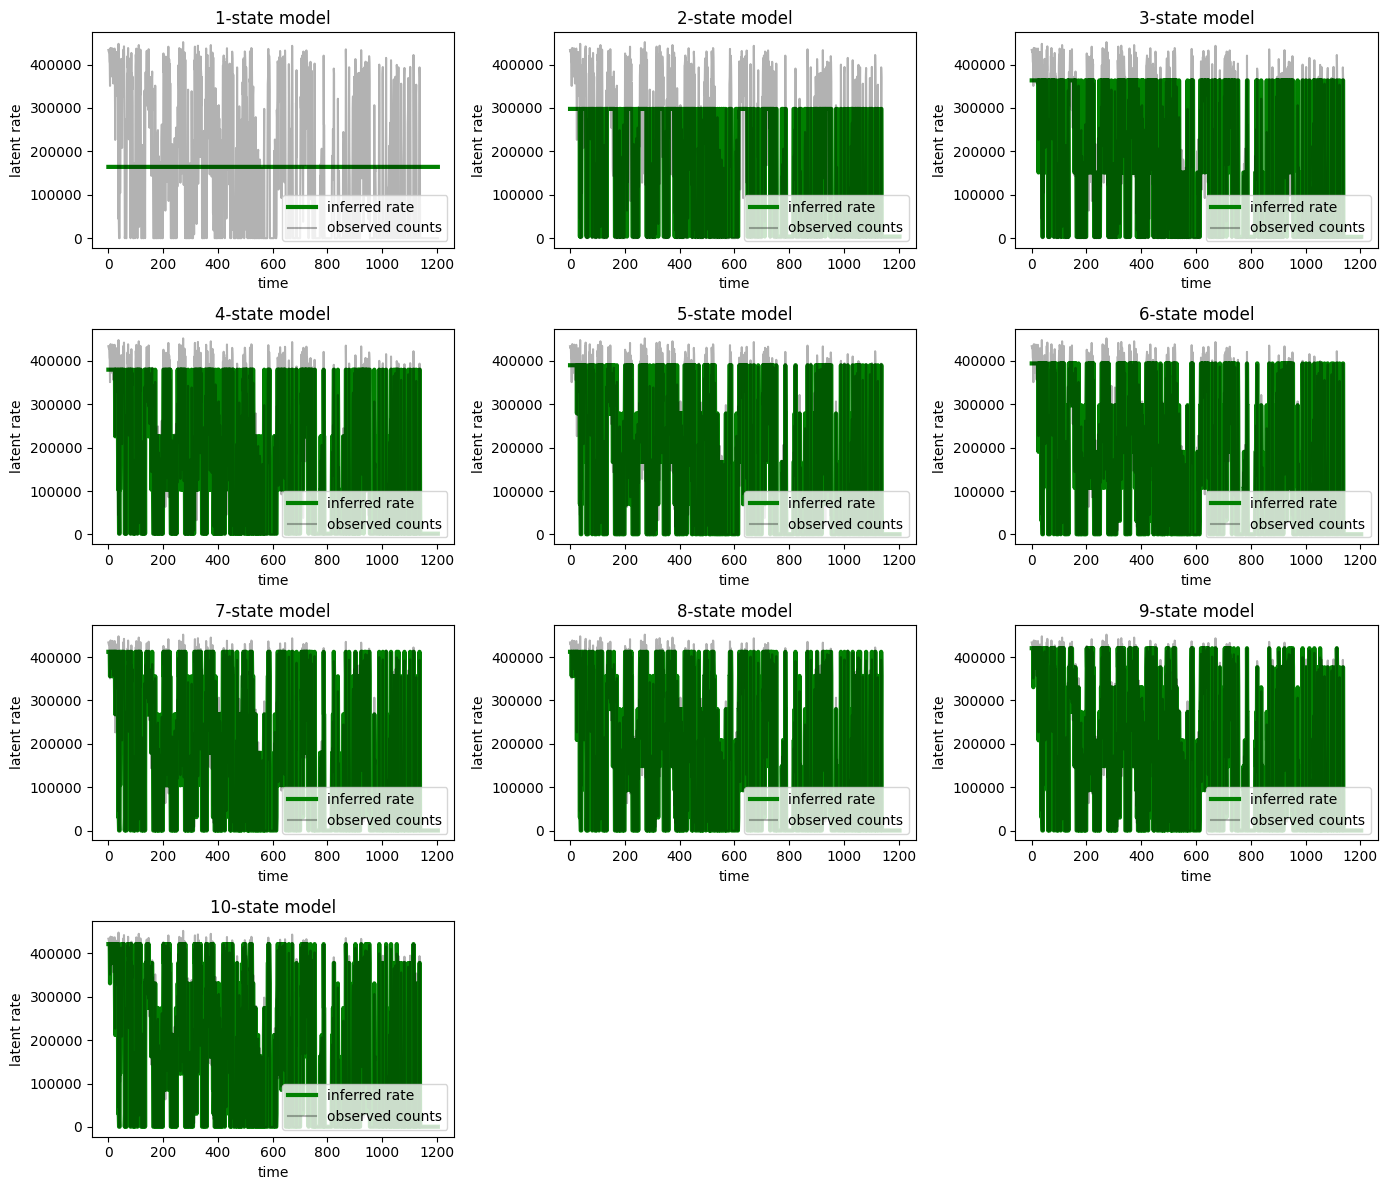 1-state model
2-state model
3-state model
latent rate
400000
300000
200000
100000
0
inferred rate
observed counts
0 200 400 600 800 1000 1200
time
latent rate
400000
300000
200000
100000
0
inferred rate
observed counts
0 200 400 600 800 1000 1200
time
latent rate
400000
300000
200000
100000
0
inferred rate
observed counts
0 200 400 600 800 1000 1200
time
4-state model
5-state model
6-state model
latent rate
400000
300000
200000
100000
0
inferred rate
observed counts
0 200 400 600 800 1000 1200
time
latent rate
400000
300000
200000
100000
0
inferred rate
observed counts
0 200 400 600 800 1000 1200
time
latent rate
400000
300000
200000
100000
0
inferred rate
observed counts
0 200 400 600 800 1000 1200
time
7-state model
8-state model
9-state model
latent rate
400000
300000
200000
100000
0
inferred rate
observed counts
0 200 400 600 800 1000 1200
time
latent rate
400000
300000
200000
100000
0
inferred rate
observed counts
0 200 400 600 800 1000 1200
time
latent rate
400000
300000
200000
100000
0
inferred rate
observed counts
0 200 400 600 800 1000 1200
time
10-state model
latent rate
400000
300000
200000
100000
0
inferred rate
observed counts
0 200 400 600 800 1000 1200
time